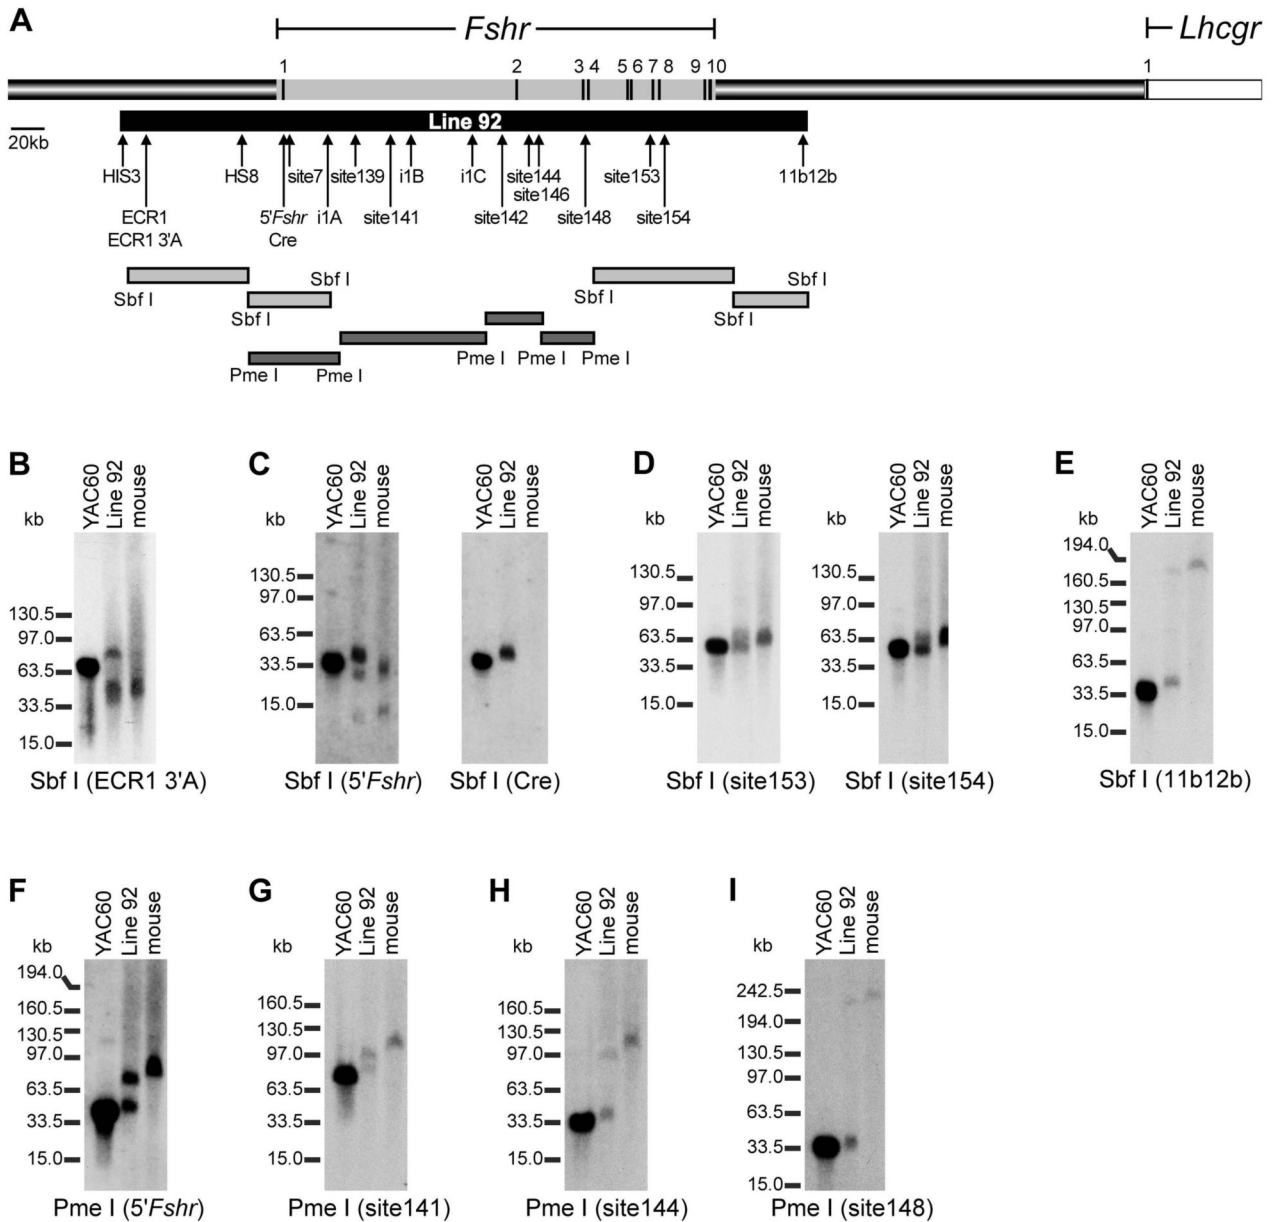 A
Fshr
Lhcgr
1 2 3 4 5 6 7 8 9 10 1
Line 92
20kb
HIS3 HS8 site7 site139 i1B i1C site144 site153 11b12b
site146
ECR1 5'Fshr i1A site141 site142 site148 site154
ECR1 3'A Cre
Sbf I Sbf I
Sbf I Sbf I
Sbf I Sbf I
Pme I Pme I Pme I
Pme I Pme I
B
kb
YAC60
Line 92
mouse
130.5
97.0
63.5
33.5
15.0
Sbf I (ECR1 3'A)
C
kb
YAC60
Line 92
mouse
130.5
97.0
63.5
33.5
15.0
Sbf I (5'Fshr)
YAC60
Line 92
mouse
Sbf I (Cre)
D
kb
YAC60
Line 92
mouse
130.5
97.0
63.5
33.5
15.0
Sbf I (site153)
kb
YAC60
Line 92
mouse
130.5
97.0
63.5
33.5
15.0
Sbf I (site154)
E
kb
YAC60
Line 92
mouse
194.0
160.5
130.5
97.0
63.5
33.5
15.0
Sbf I (11b12b)
F
kb
YAC60
Line 92
mouse
194.0
160.5
130.5
97.0
63.5
33.5
15.0
Pme I (5'Fshr)
G
kb
YAC60
Line 92
mouse
160.5
130.5
97.0
63.5
33.5
15.0
Pme I (site141)
H
kb
YAC60
Line 92
mouse
160.5
130.5
97.0
63.5
33.5
15.0
Pme I (site144)
I
kb
YAC60
Line 92
mouse
242.5
194.0
130.5
97.0
63.5
33.5
15.0
Pme I (site148)